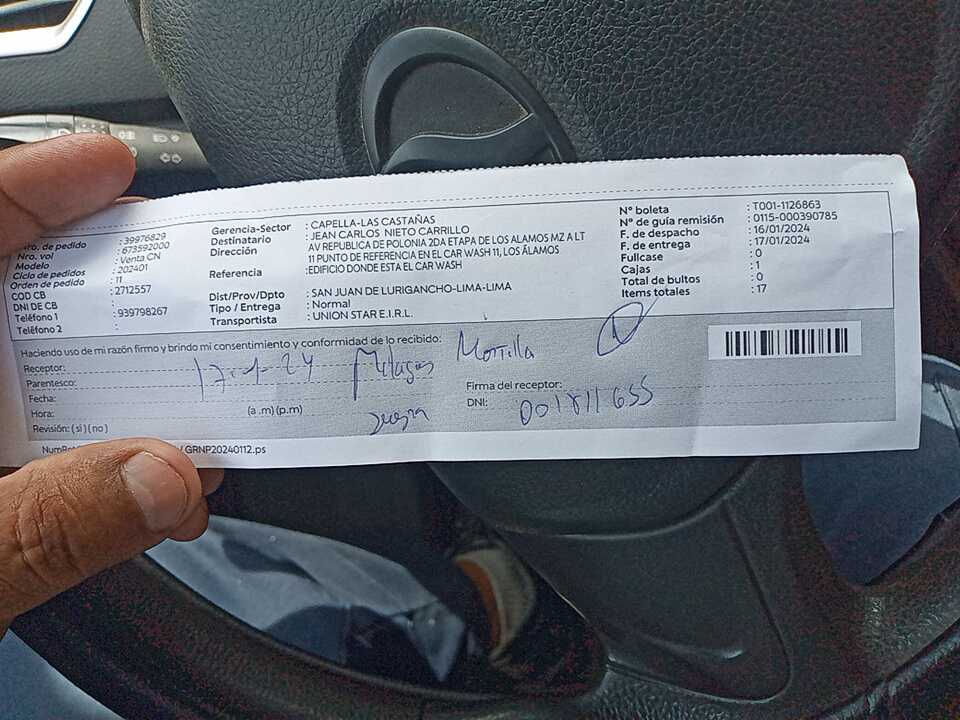 Nro. de pedido : 39976829
Nro. vol : 673592000
Modelo : Venta CN
Ciclo de pedidos : 202401
Orden de pedido : 11
COD CB : 2712557
DNI DE CB :
Teléfono 1 : 939798267
Teléfono 2 :
Gerencia-Sector : CAPELLA-LAS CASTAÑAS
Destinatario : JEAN CARLOS NIETO CARRILLO
Dirección : AV REPUBLICA DE POLONIA 2DA ETAPA DE LOS ALAMOS MZ A LT
11 PUNTO DE REFERENCIA EN EL CAR WASH 11, LOS ÁLAMOS
Referencia : EDIFICIO DONDE ESTA EL CAR WASH
Dist/Prov/Dpto : SAN JUAN DE LURIGANCHO-LIMA-LIMA
Tipo / Entrega : Normal
Transportista : UNION STAR E.I.R.L.
N° boleta : T001-1126863
N° de guía remisión : 0115-000390785
F. de despacho : 16/01/2024
F. de entrega : 17/01/2024
Fullcase : 0
Cajas : 1
Total de bultos : 0
Items totales : 17
Haciendo uso de mi razón firmo y brindo mi consentimiento y conformidad de lo recibido:
Receptor: Milagros Morrilla
Parentesco: 17-1-24
Fecha:
Hora: (a .m) (p.m) suegra
Revisión: ( si ) ( no )
Firma del receptor:
DNI: 001811655
/ GRNP20240112.ps